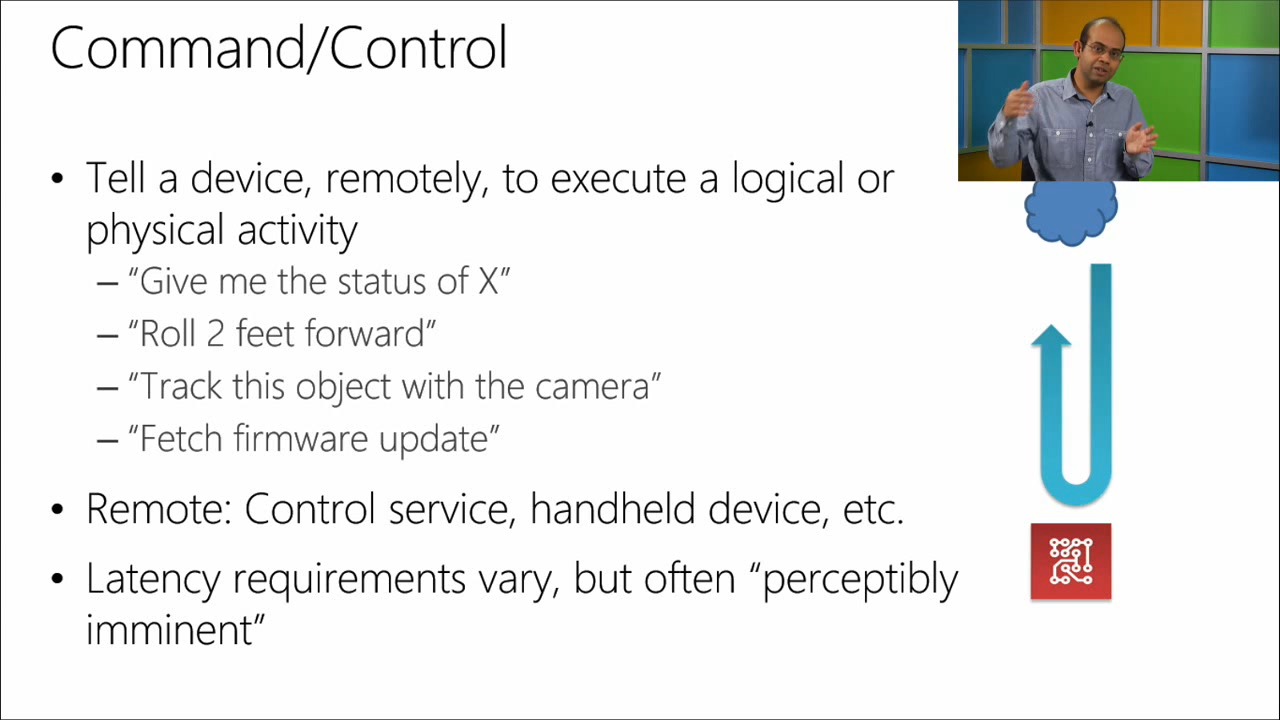 Command/Control
• Tell a device, remotely, to execute a logical or
physical activity
– “Give me the status of X”
– “Roll 2 feet forward”
– “Track this object with the camera”
– “Fetch firmware update”
• Remote: Control service, handheld device, etc.
• Latency requirements vary, but often “perceptibly
imminent”